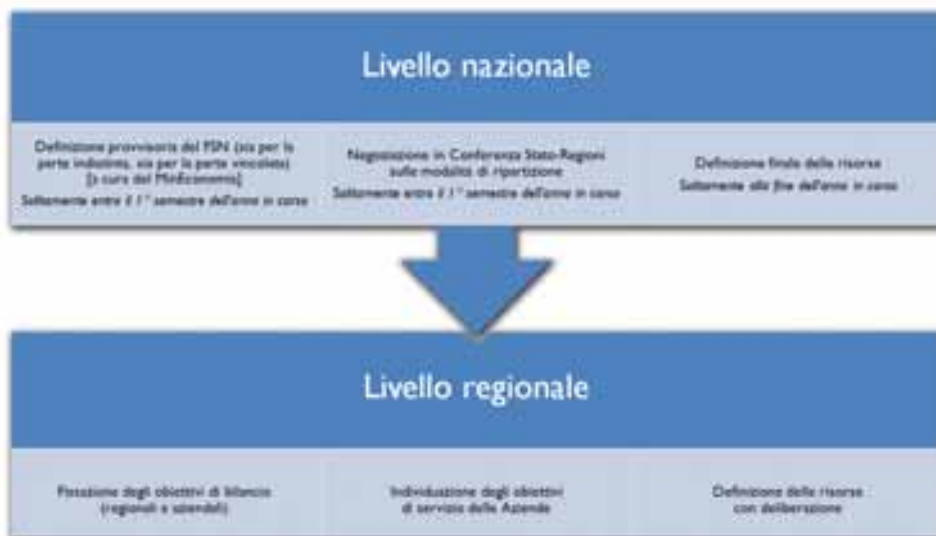 Livello nazionale
Definizione provvisoria del FSN (sia per la
parte indistinta, sia per la parte vincolata)
[a cura del MinEconomia]
Solitamente entro il 1° semestre dell'anno in corso
Negoziazione in Conferenza Stato-Regioni
sulle modalità di ripartizione
Solitamente entro il 1° semestre dell'anno in corso
Definizione finale delle risorse
Solitamente alla fine dell'anno in corso
Livello regionale
Fissazione degli obiettivi di bilancio
(regionali e aziendali)
Individuazione degli obiettivi
di servizio delle Aziende
Definizione delle risorse
con deliberazione